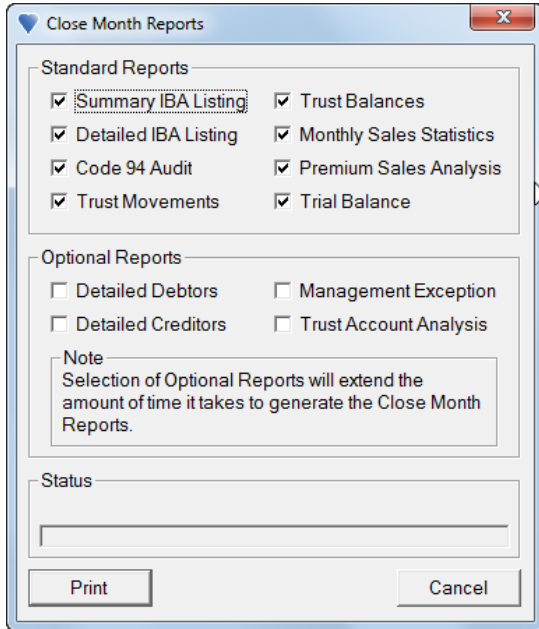 Close Month Reports
Standard Reports
Summary IBA Listing Trust Balances
Detailed IBA Listing Monthly Sales Statistics
Code 94 Audit Premium Sales Analysis
Trust Movements Trial Balance
Optional Reports
Detailed Debtors Management Exception
Detailed Creditors Trust Account Analysis
Note
Selection of Optional Reports will extend the
amount of time it takes to generate the Close Month
Reports.
Status
Print Cancel